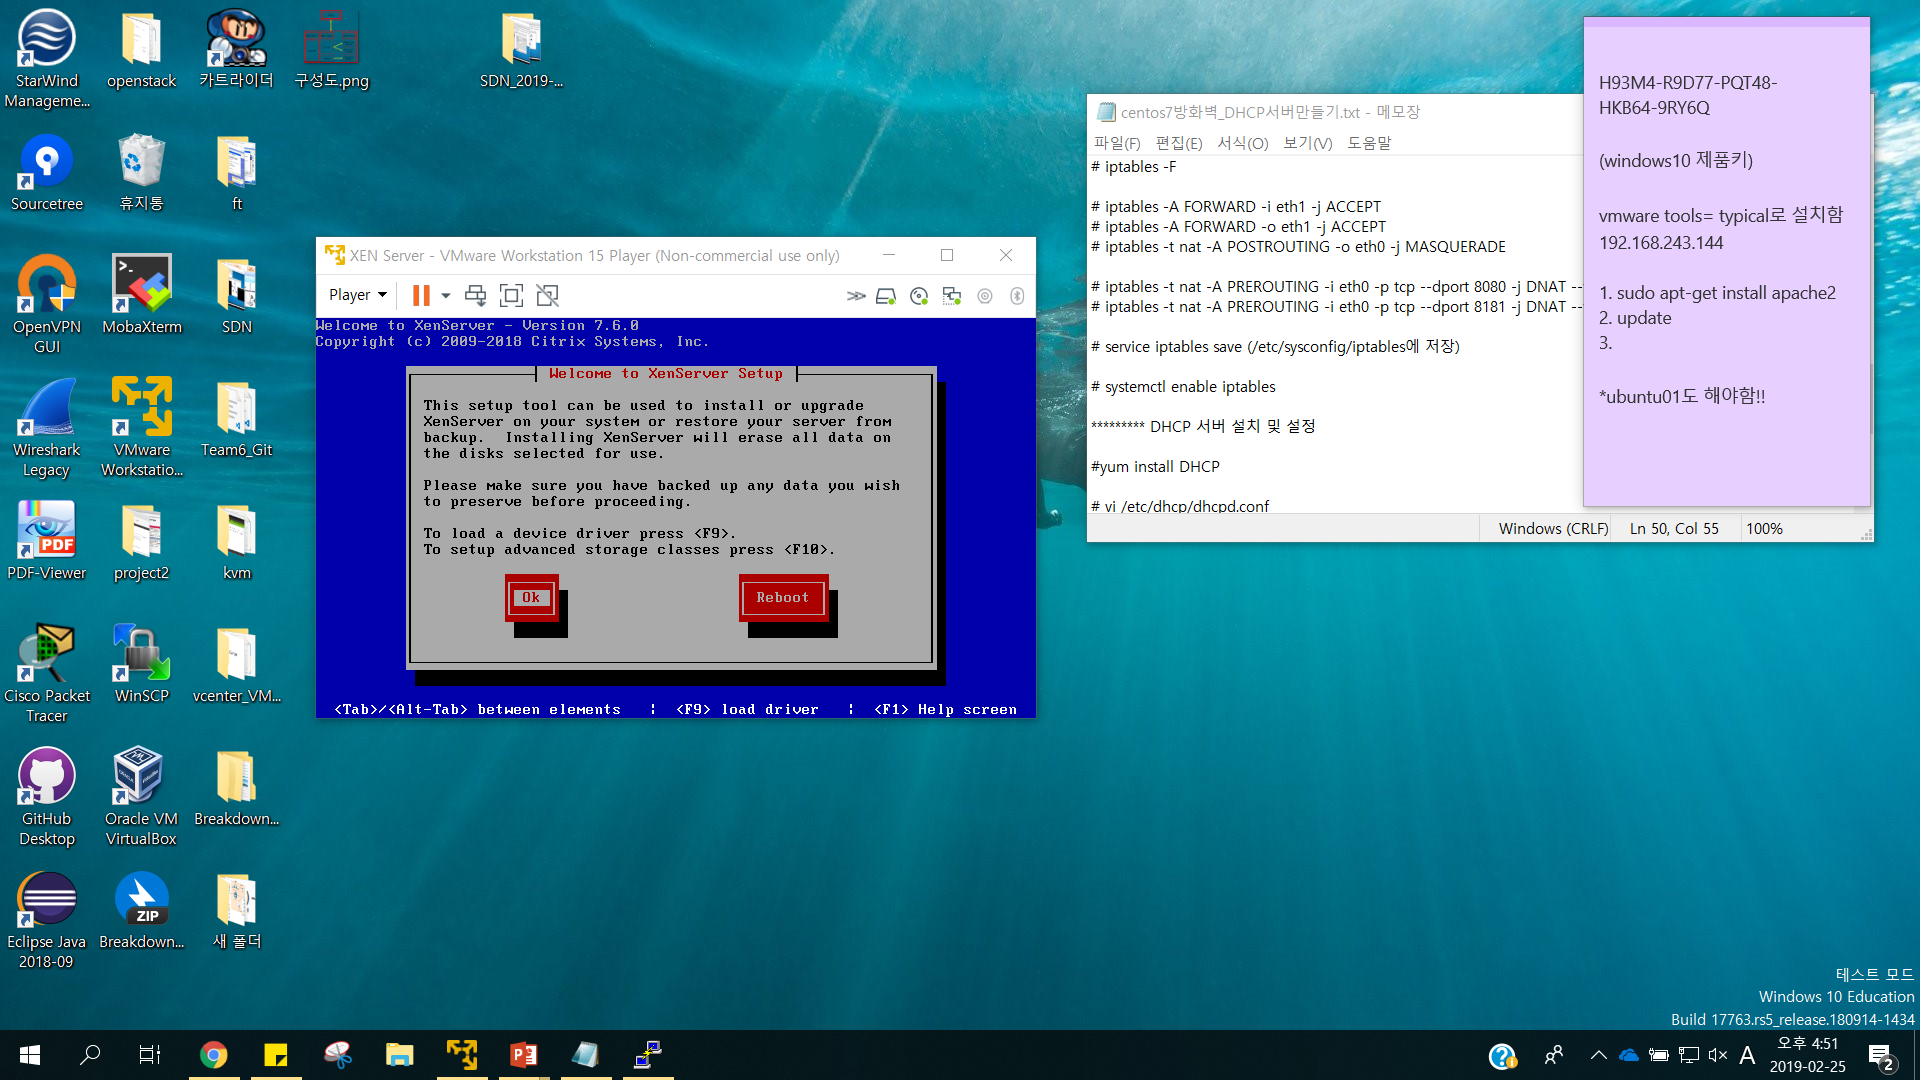 StarWind
Manageme...
openstack
카트라이더
구성도.png
SDN_2019-...
Sourcetree
휴지통
ft
OpenVPN
GUI
MobaXterm
SDN
Wireshark
Legacy
VMware
Workstatio...
Team6_Git
PDF
PDF-Viewer
project2
kvm
Cisco Packet
Tracer
WinSCP
vcenter_VM...
GitHub
Desktop
Oracle VM
VirtualBox
Breakdown...
Eclipse Java
2018-09
ZIP
Breakdown...
새 폴더
XEN Server - VMware Workstation 15 Player (Non-commercial use only)
Player
Welcome to XenServer - Version 7.6.0
Copyright (c) 2009-2018 Citrix Systems, Inc.
Welcome to XenServer Setup
This setup tool can be used to install or upgrade
XenServer on your system or restore your server from
backup.  Installing XenServer will erase all data on
the disks selected for use.
Please make sure you have backed up any data you wish
to preserve before proceeding.
To load a device driver press <F9>.
To setup advanced storage classes press <F10>.
Ok
Reboot
<Tab>/<Alt-Tab> between elements   ¦  <F9> load driver   ¦  <F1> Help screen
centos7방화벽_DHCP서버만들기.txt - 메모장
파일(F) 편집(E) 서식(O) 보기(V) 도움말
# iptables -F
# iptables -A FORWARD -i eth1 -j ACCEPT
# iptables -A FORWARD -o eth1 -j ACCEPT
# iptables -t nat -A POSTROUTING -o eth0 -j MASQUERADE
# iptables -t nat -A PREROUTING -i eth0 -p tcp --dport 8080 -j DNAT --
# iptables -t nat -A PREROUTING -i eth0 -p tcp --dport 8181 -j DNAT --
# service iptables save (/etc/sysconfig/iptables에 저장)
# systemctl enable iptables
********* DHCP 서버 설치 및 설정
#yum install DHCP
# vi /etc/dhcp/dhcpd.conf
Windows (CRLF)
Ln 50, Col 55
100%
H93M4-R9D77-PQT48-
HKB64-9RY6Q
(windows10 제품키)
vmware tools= typical로 설치함
192.168.243.144
1. sudo apt-get install apache2
2. update
3.
*ubuntu01도 해야함!!
테스트 모드
Windows 10 Education
Build 17763.rs5_release.180914-1434
A
오후 4:51
2019-02-25
2